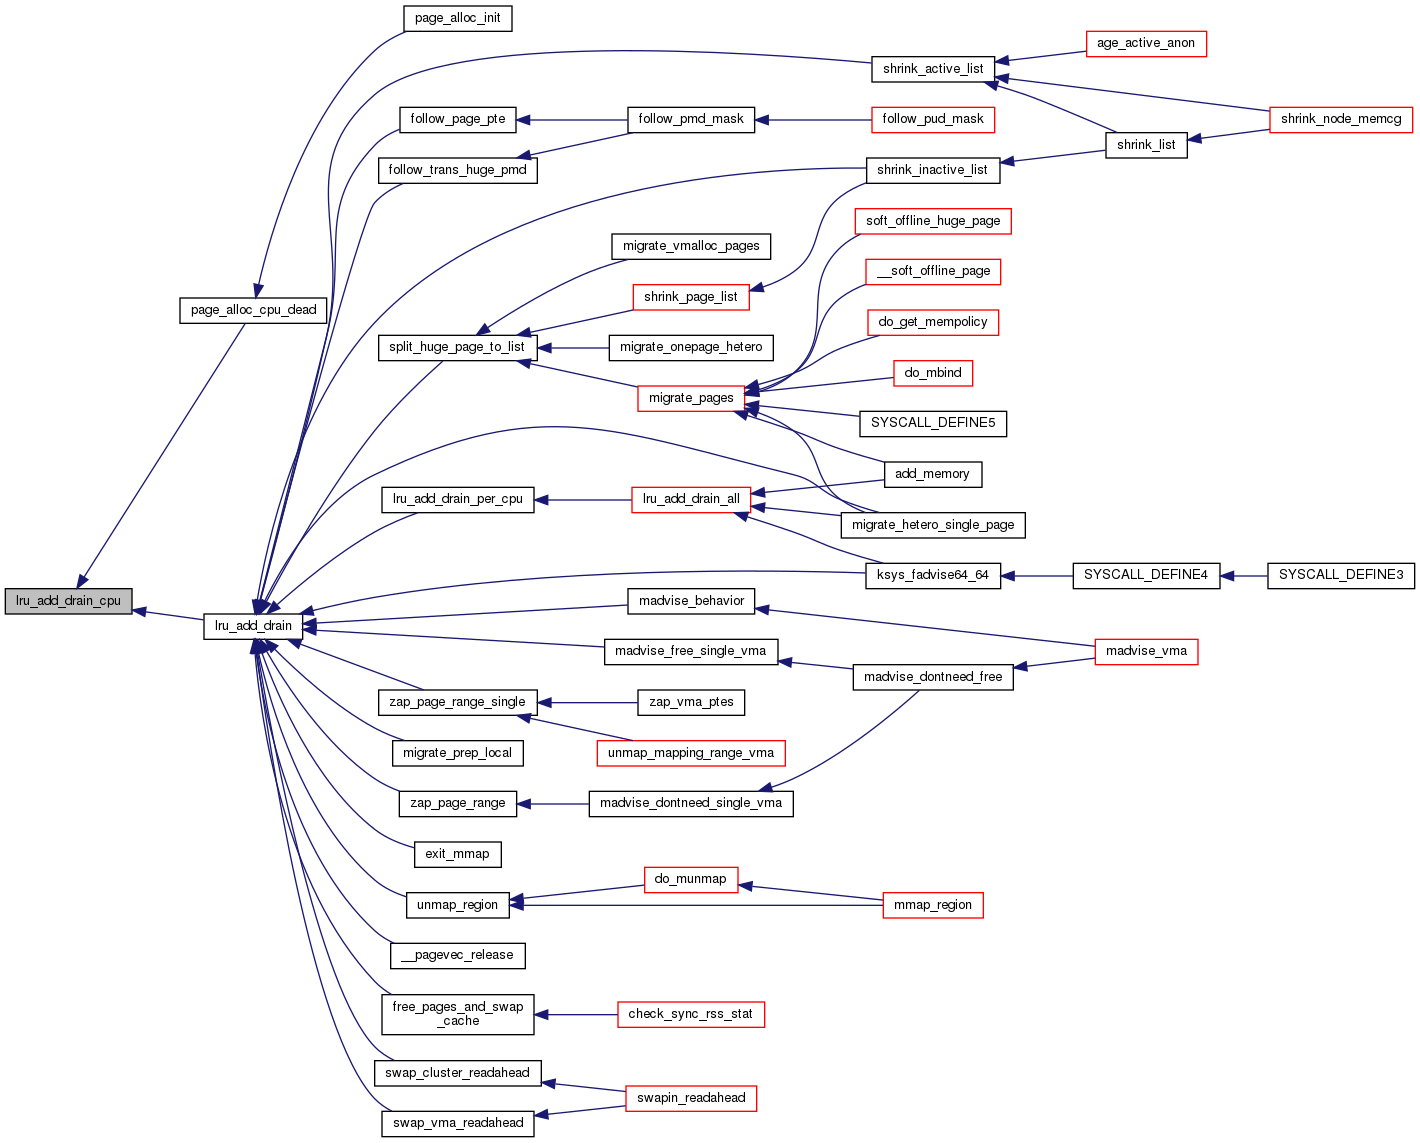 page_alloc_init
age_active_anon
shrink_active_list
follow_page_pte
follow_pmd_mask
follow_pud_mask
shrink_node_memcg
shrink_list
follow_trans_huge_pmd
shrink_inactive_list
soft_offline_huge_page
migrate_vmalloc_pages
__soft_offline_page
shrink_page_list
page_alloc_cpu_dead
do_get_mempolicy
split_huge_page_to_list
migrate_onepage_hetero
do_mbind
migrate_pages
SYSCALL_DEFINE5
add_memory
lru_add_drain_per_cpu
lru_add_drain_all
migrate_hetero_single_page
ksys_fadvise64_64
SYSCALL_DEFINE4
SYSCALL_DEFINE3
lru_add_drain_cpu
madvise_behavior
lru_add_drain
madvise_free_single_vma
madvise_vma
madvise_dontneed_free
zap_page_range_single
zap_vma_ptes
migrate_prep_local
unmap_mapping_range_vma
zap_page_range
madvise_dontneed_single_vma
exit_mmap
do_munmap
unmap_region
mmap_region
__pagevec_release
free_pages_and_swap
_cache
check_sync_rss_stat
swap_cluster_readahead
swapin_readahead
swap_vma_readahead